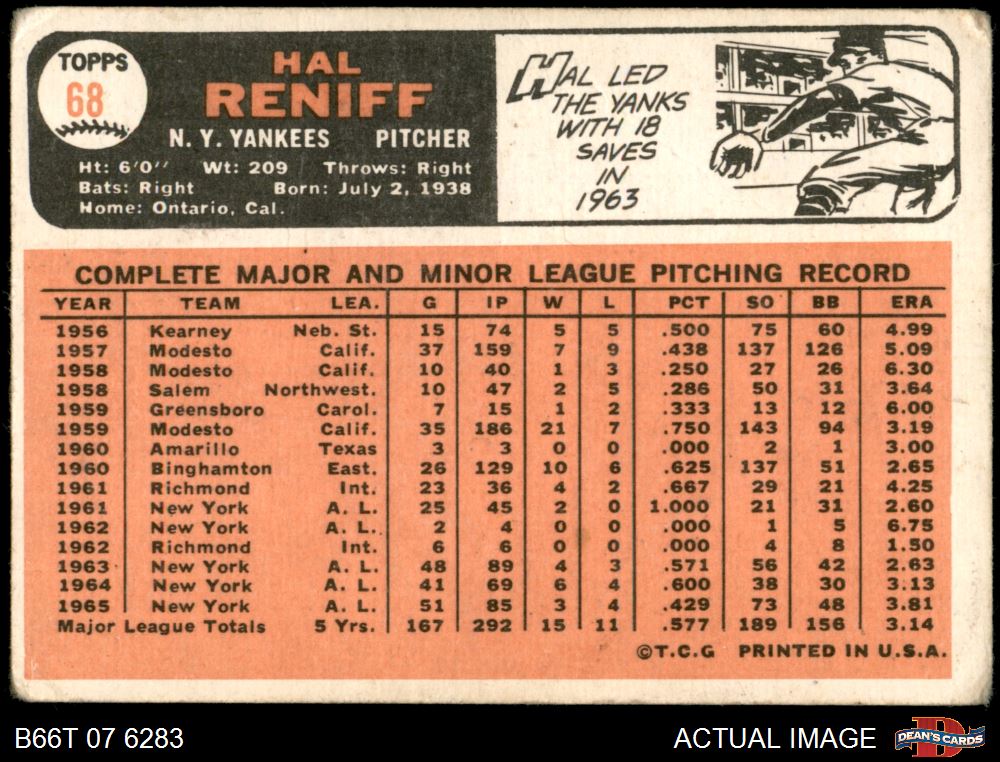 TOPPS
68
HAL
RENIFF
N. Y. YANKEES PITCHER
Ht: 6'0'' Wt: 209 Throws: Right
Bats: Right Born: July 2, 1938
Home: Ontario, Cal.
HAL LED
THE YANKS
WITH 18
SAVES
IN
1963
COMPLETE MAJOR AND MINOR LEAGUE PITCHING RECORD
YEAR TEAM LEA. G IP W L PCT SO BB ERA
1956 Kearney Neb. St. 15 74 5 5 .500 75 60 4.99
1957 Modesto Calif. 37 159 7 9 .438 137 126 5.09
1958 Modesto Calif. 10 40 1 3 .250 27 26 6.30
1958 Salem Northwest. 10 47 2 5 .286 50 31 3.64
1959 Greensboro Carol. 7 15 1 2 .333 13 12 6.00
1959 Modesto Calif. 35 186 21 7 .750 143 94 3.19
1960 Amarillo Texas 3 3 0 0 .000 2 1 3.00
1960 Binghamton East. 26 129 10 6 .625 137 51 2.65
1961 Richmond Int. 23 36 4 2 .667 29 21 4.25
1961 New York A. L. 25 45 2 0 1.000 21 31 2.60
1962 New York A. L. 2 4 0 0 .000 1 5 6.75
1962 Richmond Int. 6 6 0 0 .000 4 8 1.50
1963 New York A. L. 48 89 4 3 .571 56 42 2.63
1964 New York A. L. 41 69 6 4 .600 38 30 3.13
1965 New York A. L. 51 85 3 4 .429 73 48 3.81
Major League Totals 5 Yrs. 167 292 15 11 .577 189 156 3.14
©T.C.G PRINTED IN U.S.A.
B66T 07 6283
ACTUAL IMAGE
D
DEAN'S CARDS